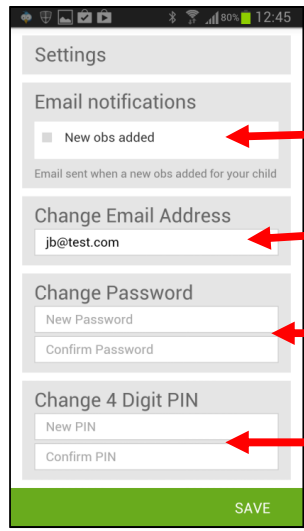 80% 12:45
Settings
Email notifications
New obs added
Email sent when a new obs added for your child
Change Email Address
jb@test.com
Change Password
New Password
Confirm Password
Change 4 Digit PIN
New PIN
Confirm PIN
SAVE